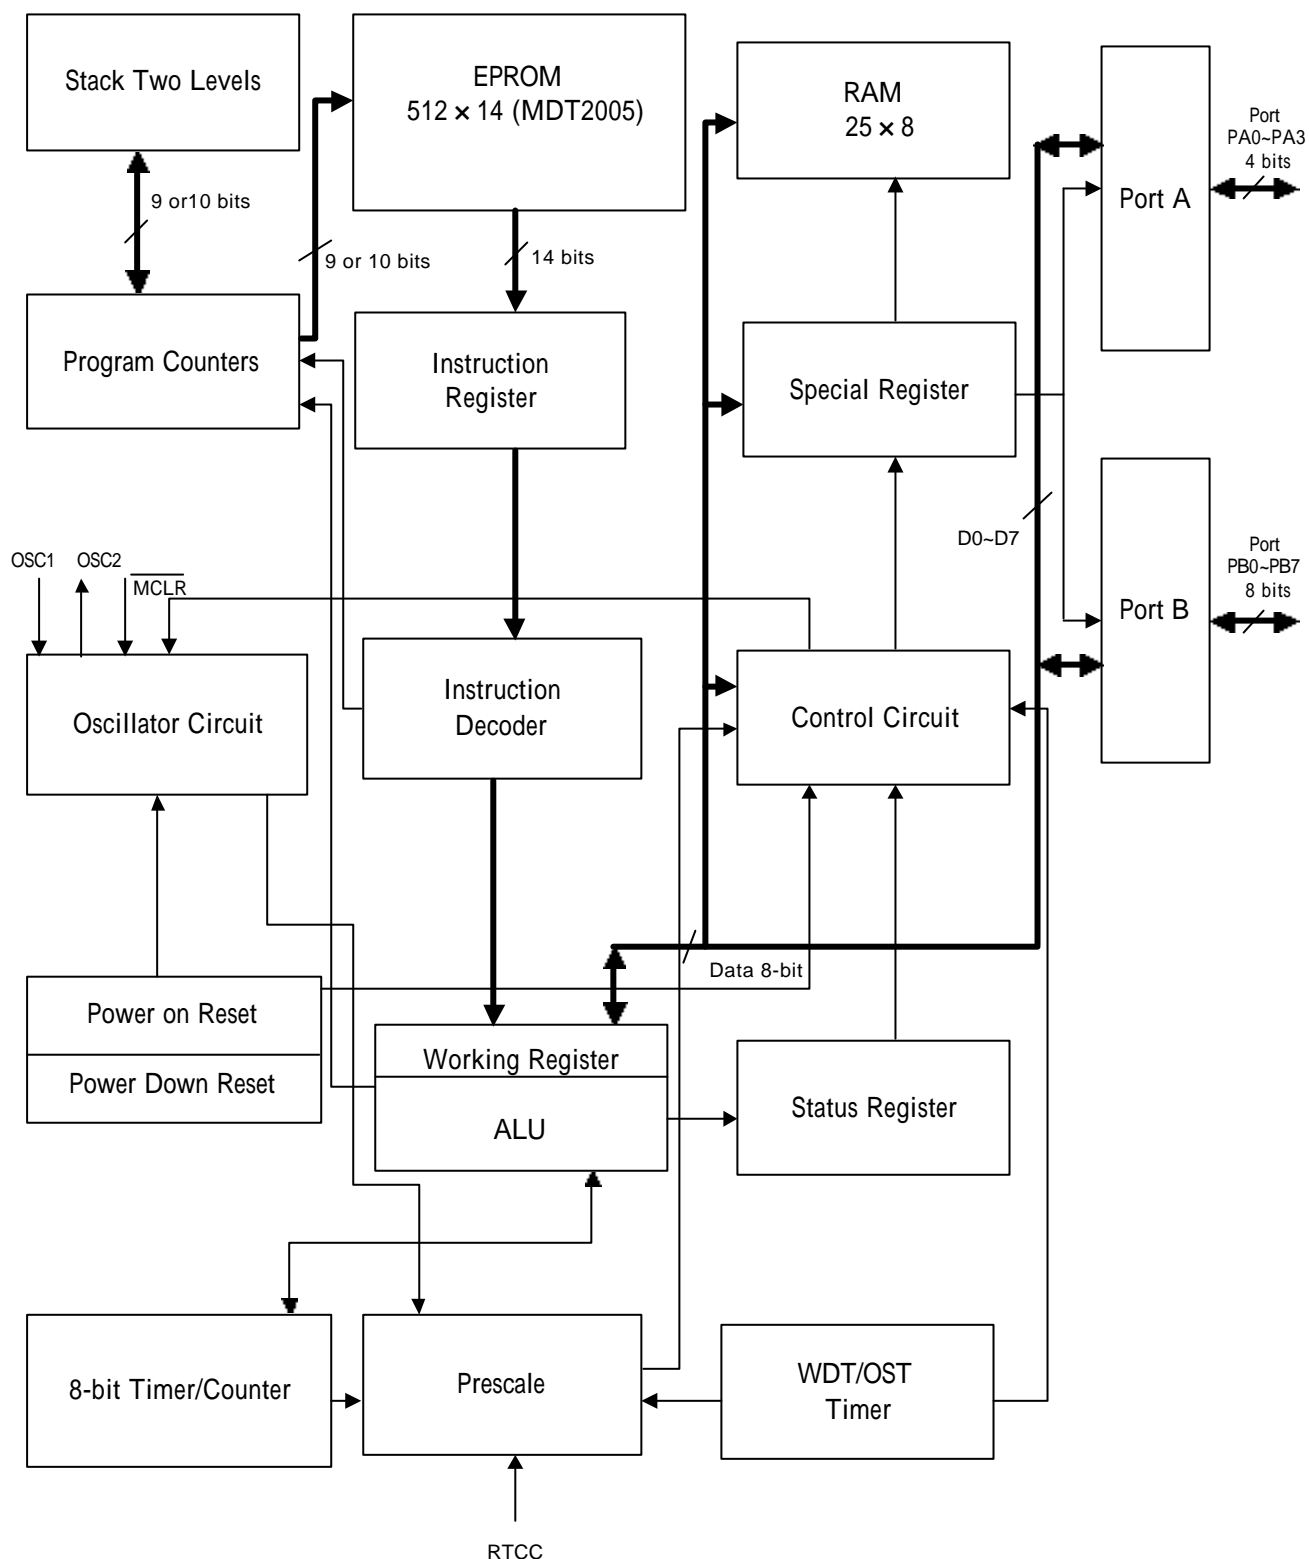 Stack Two Levels
EPROM
512 × 14 (MDT2005)
RAM
25 × 8
Port
PA0~PA3
4 bits
Port A
9 or10 bits
9 or 10 bits
14 bits
Program Counters
Instruction
Register
Special Register
D0~D7
Port
PB0~PB7
8 bits
Port B
OSC1
OSC2
MCLR
Oscillator Circuit
Instruction
Decoder
Control Circuit
Data 8-bit
Power on Reset
Power Down Reset
Working Register
ALU
Status Register
8-bit Timer/Counter
Prescale
WDT/OST
Timer
RTCC